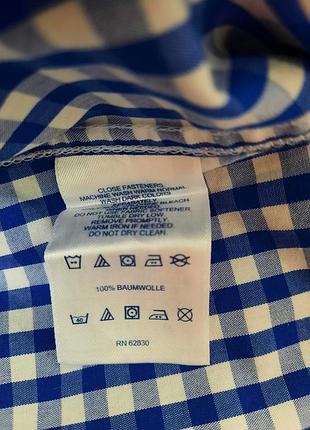 CLOSE FASTENERS
MACHINE WASH WARM NORMAL
WASH DARK COLORS
SEPARATELY
BLEACH
DO NOT USE FABRIC SOFTENER
TUMBLE DRY LOW.
REMOVE PROMPTLY.
WARM IRON IF NEEDED.
DO NOT DRY CLEAN.
100% BAUMWOLLE
RN 62830